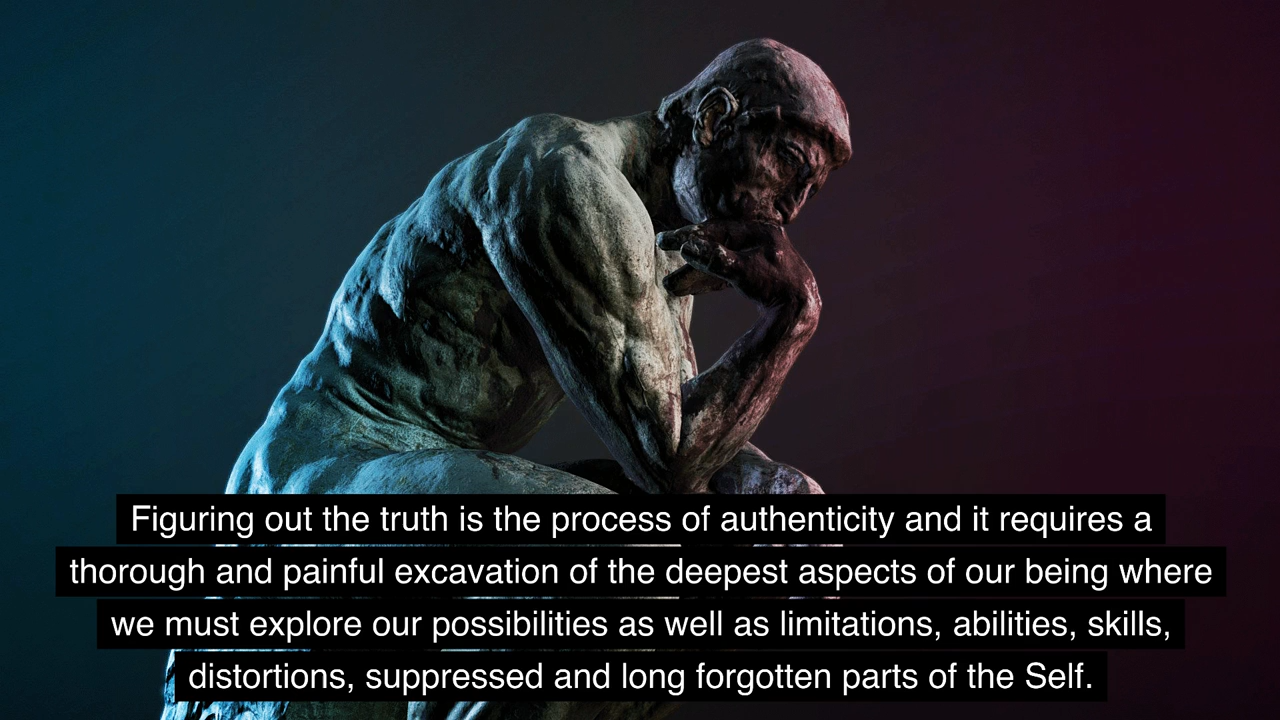 Figuring out the truth is the process of authenticity and it requires a
thorough and painful excavation of the deepest aspects of our being where
we must explore our possibilities as well as limitations, abilities, skills,
distortions, suppressed and long forgotten parts of the Self.